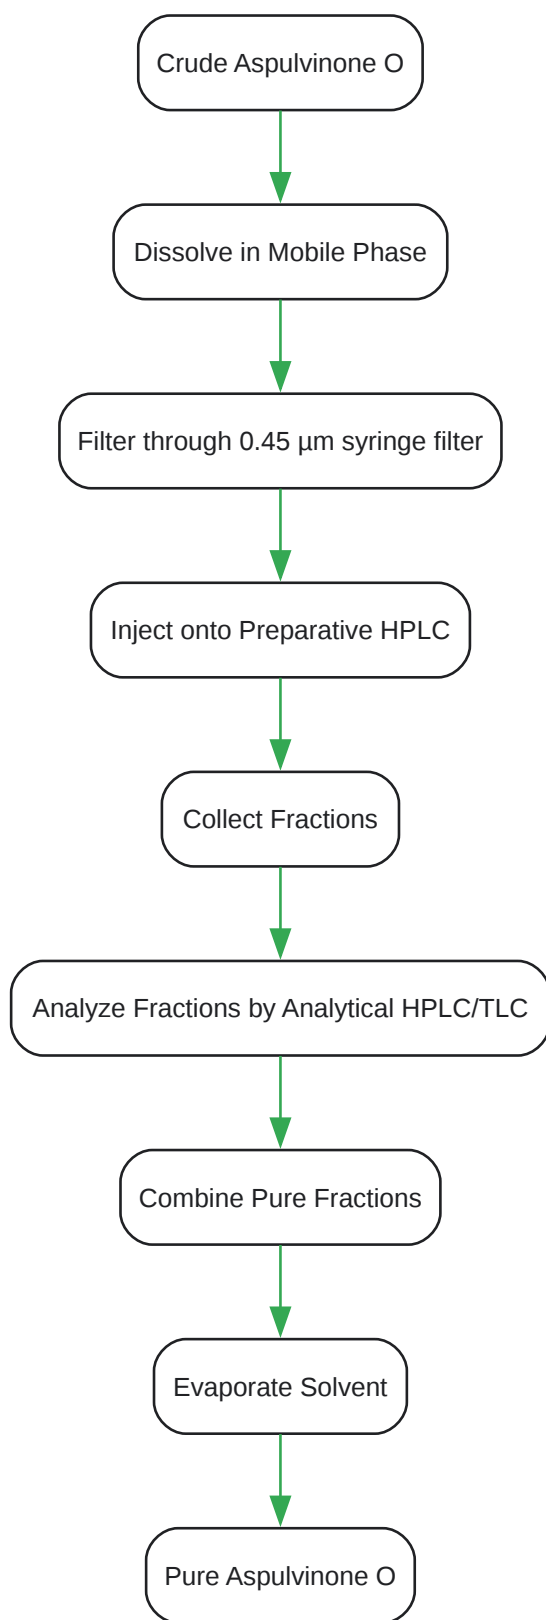 Crude Aspulvinone O
Dissolve in Mobile Phase
Filter through 0.45 µm syringe filter
Inject onto Preparative HPLC
Collect Fractions
Analyze Fractions by Analytical HPLC/TLC
Combine Pure Fractions
Evaporate Solvent
Pure Aspulvinone O